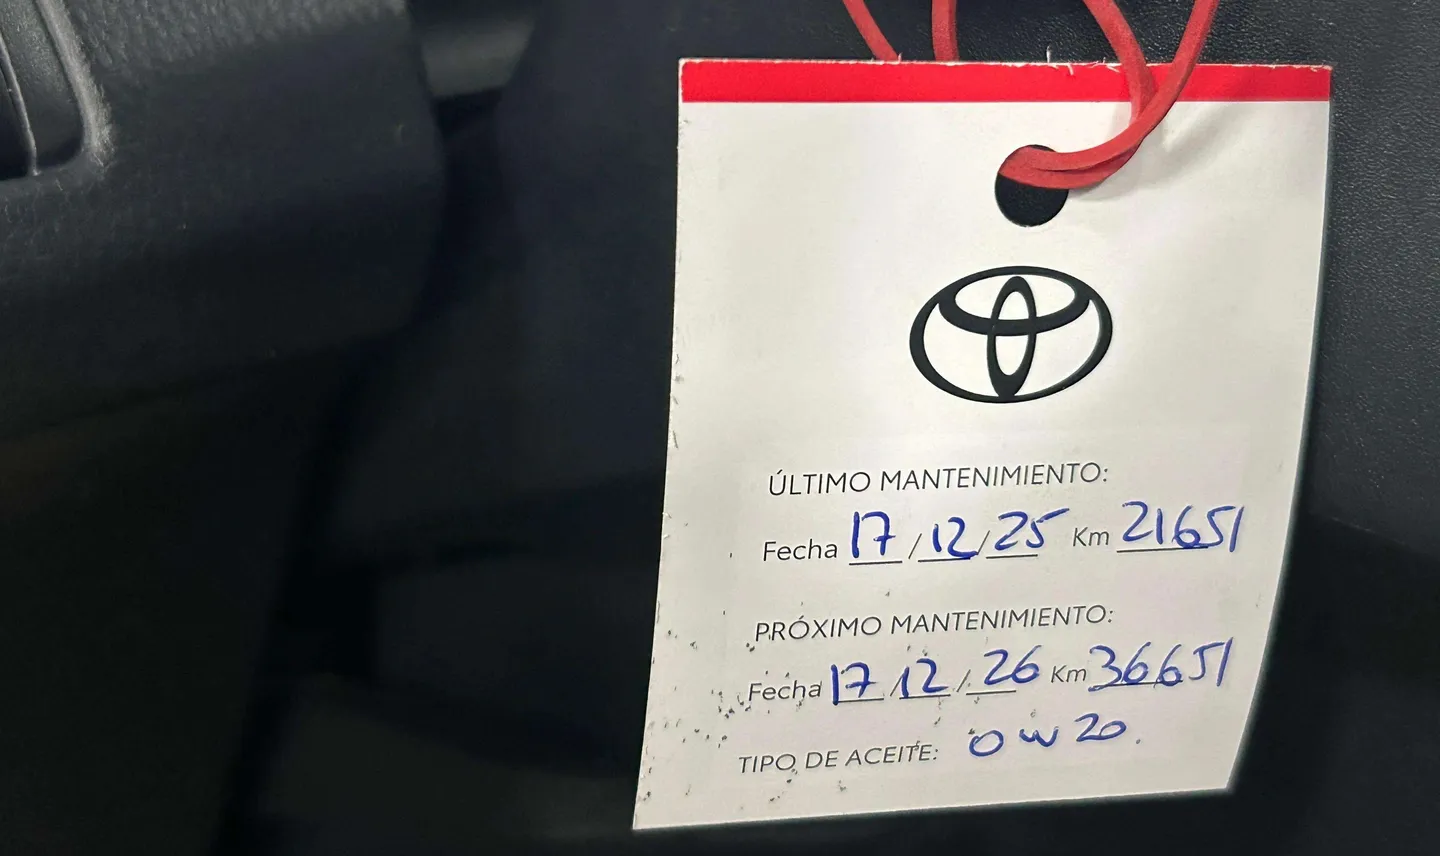 ÚLTIMO MANTENIMIENTO:
Fecha 17/12/25 Km 21651
PRÓXIMO MANTENIMIENTO:
Fecha 17/12/26 Km 36651
TIPO DE ACEITE: 0W20.